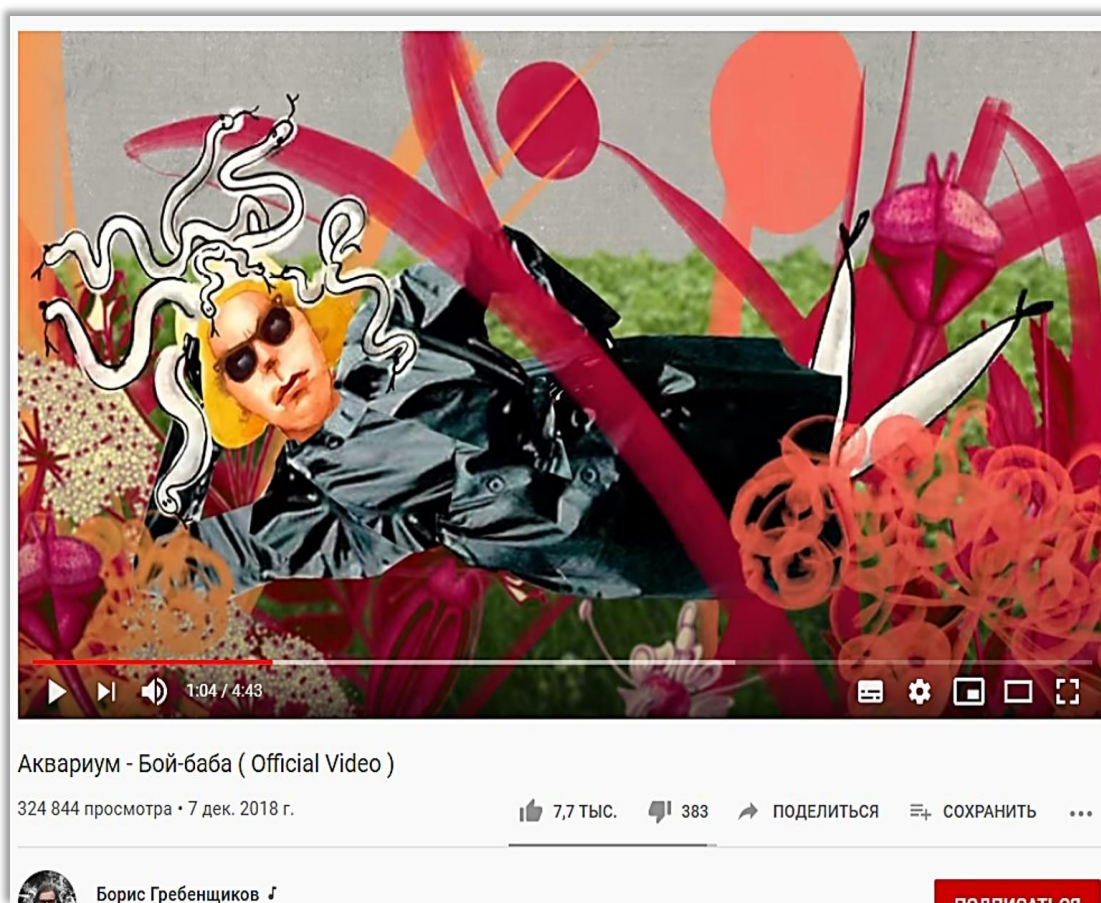 1:04 / 4:43
Аквариум - Бой-баба ( Official Video )
324 844 просмотра • 7 дек. 2018 г.
7,7 ТЫС. 383 ПОДЕЛИТЬСЯ СОХРАНИТЬ
Борис Гребенщиков ♪
ПОДПИСАТЬСЯ